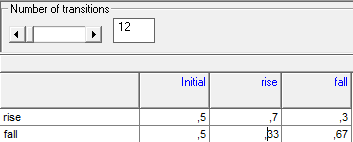 Number of transitions
12
Initial rise fall
rise ,5 ,7 ,3
fall ,5 ,33 ,67